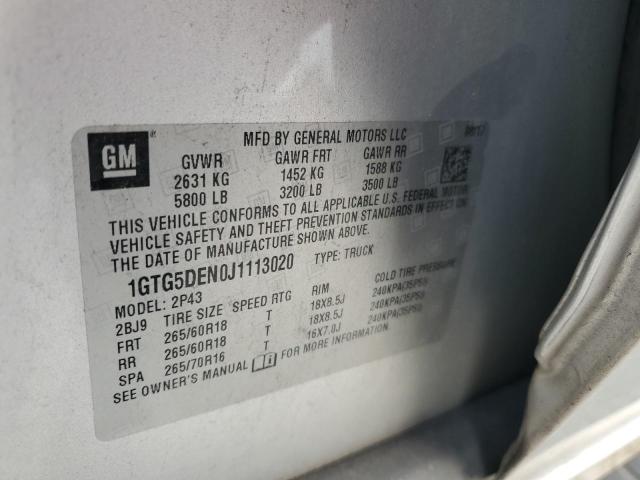 GM
MFD BY GENERAL MOTORS LLC
GVWR GAWR FRT GAWR RR
2631 KG 1452 KG 1588 KG
5800 LB 3200 LB 3500 LB
THIS VEHICLE CONFORMS TO ALL APPLICABLE U.S. FEDERAL MOTOR
VEHICLE SAFETY AND THEFT PREVENTION STANDARDS IN EFFECT ON
THE DATE OF MANUFACTURE SHOWN ABOVE.
1GTG5DEN0J1113020 TYPE: TRUCK
MODEL: 2P43
2BJ9 TIRE SIZE SPEED RTG RIM COLD TIRE PRESSURE
FRT 265/60R18 T 18X8.5J 240KPA(35PSI)
RR 265/60R18 T 18X8.5J 240KPA(35PSI)
SPA 265/70R16 T 16X7.0J 240KPA(35PSI)
SEE OWNER'S MANUAL FOR MORE INFORMATION.